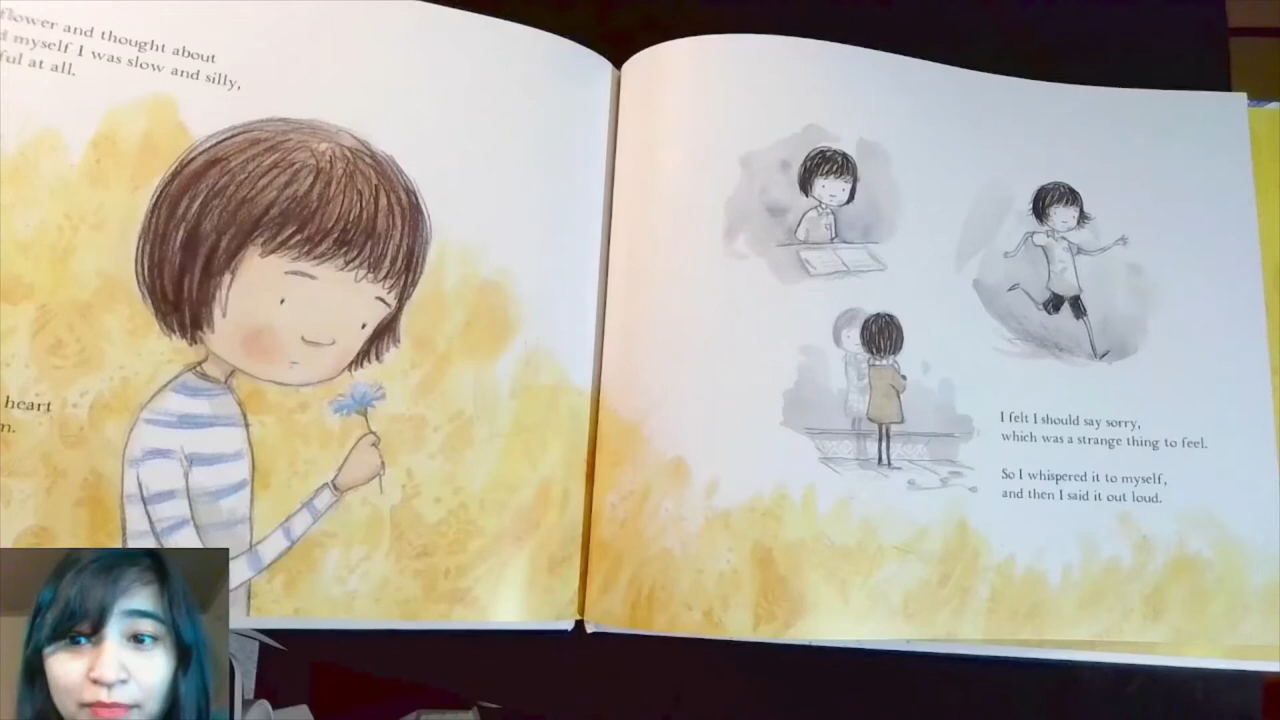 flower and thought about
myself I was slow and silly,
at all.
heart
I felt I should say sorry,
which was a strange thing to feel.
So I whispered it to myself,
and then I said it out loud.